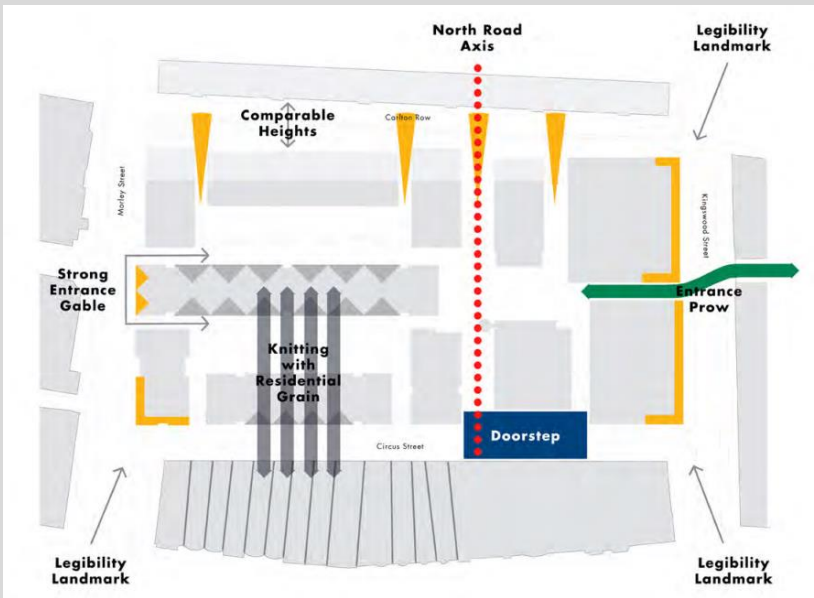 North Road
Axis
Legibility
Landmark
Comparable
Heights
Carlton Row
Morley Street
Kingswood Street
Strong
Entrance
Gable
Entrance
Prow
Knitting
with
Residential
Grain
Doorstep
Circus Street
Legibility
Landmark
Legibility
Landmark